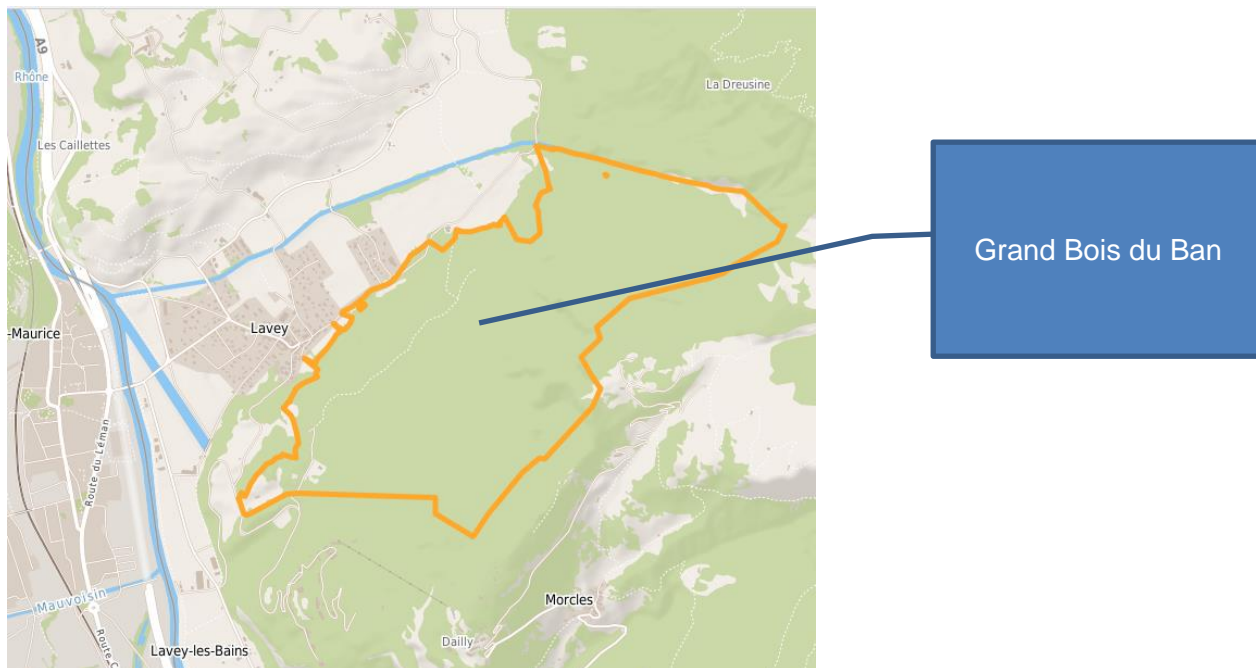 A9
Rhône
La Dreusine
Les Caillettes
Grand Bois du Ban
-Maurice
Lavey
Route du Léman
Mauvoisin
Morcles
Dailly
Route C
Lavey-les-Bains